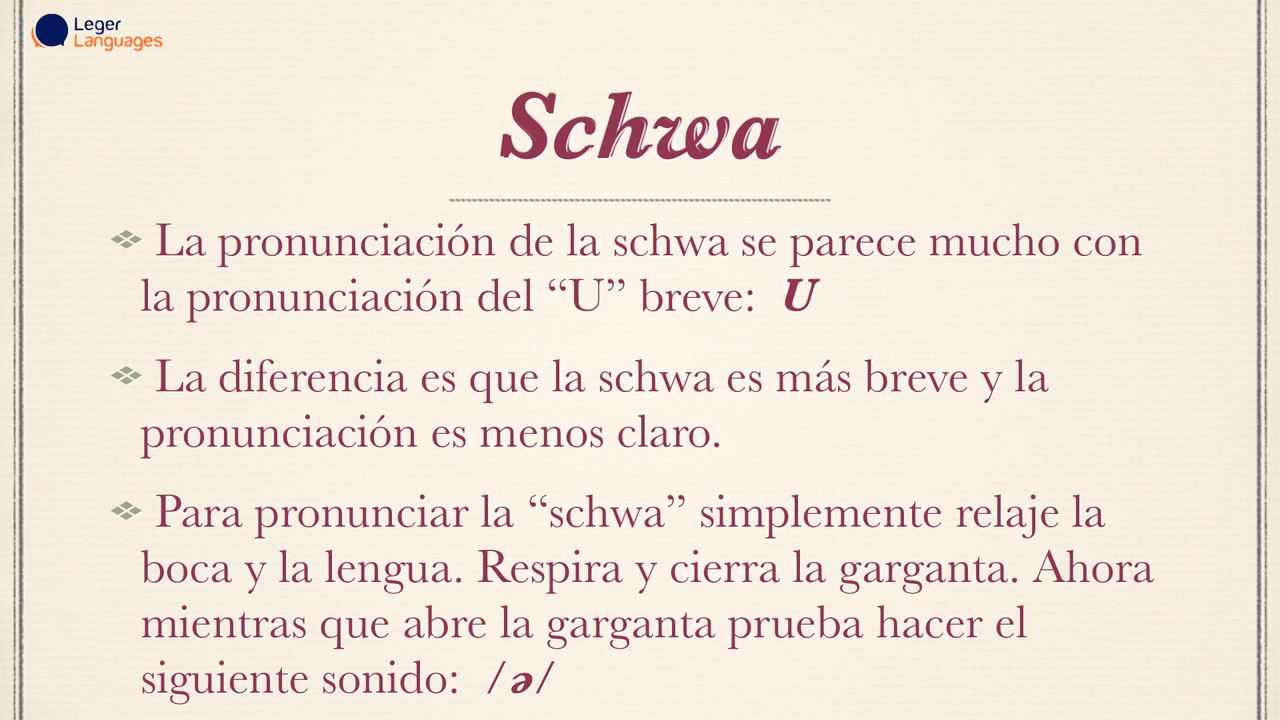 Leger
Languages
Schwa
La pronunciación de la schwa se parece mucho con
la pronunciación del “U” breve: U
La diferencia es que la schwa es más breve y la
pronunciación es menos claro.
Para pronunciar la “schwa” simplemente relaje la
boca y la lengua. Respira y cierra la garganta. Ahora
mientras que abre la garganta prueba hacer el
siguiente sonido: /ə/